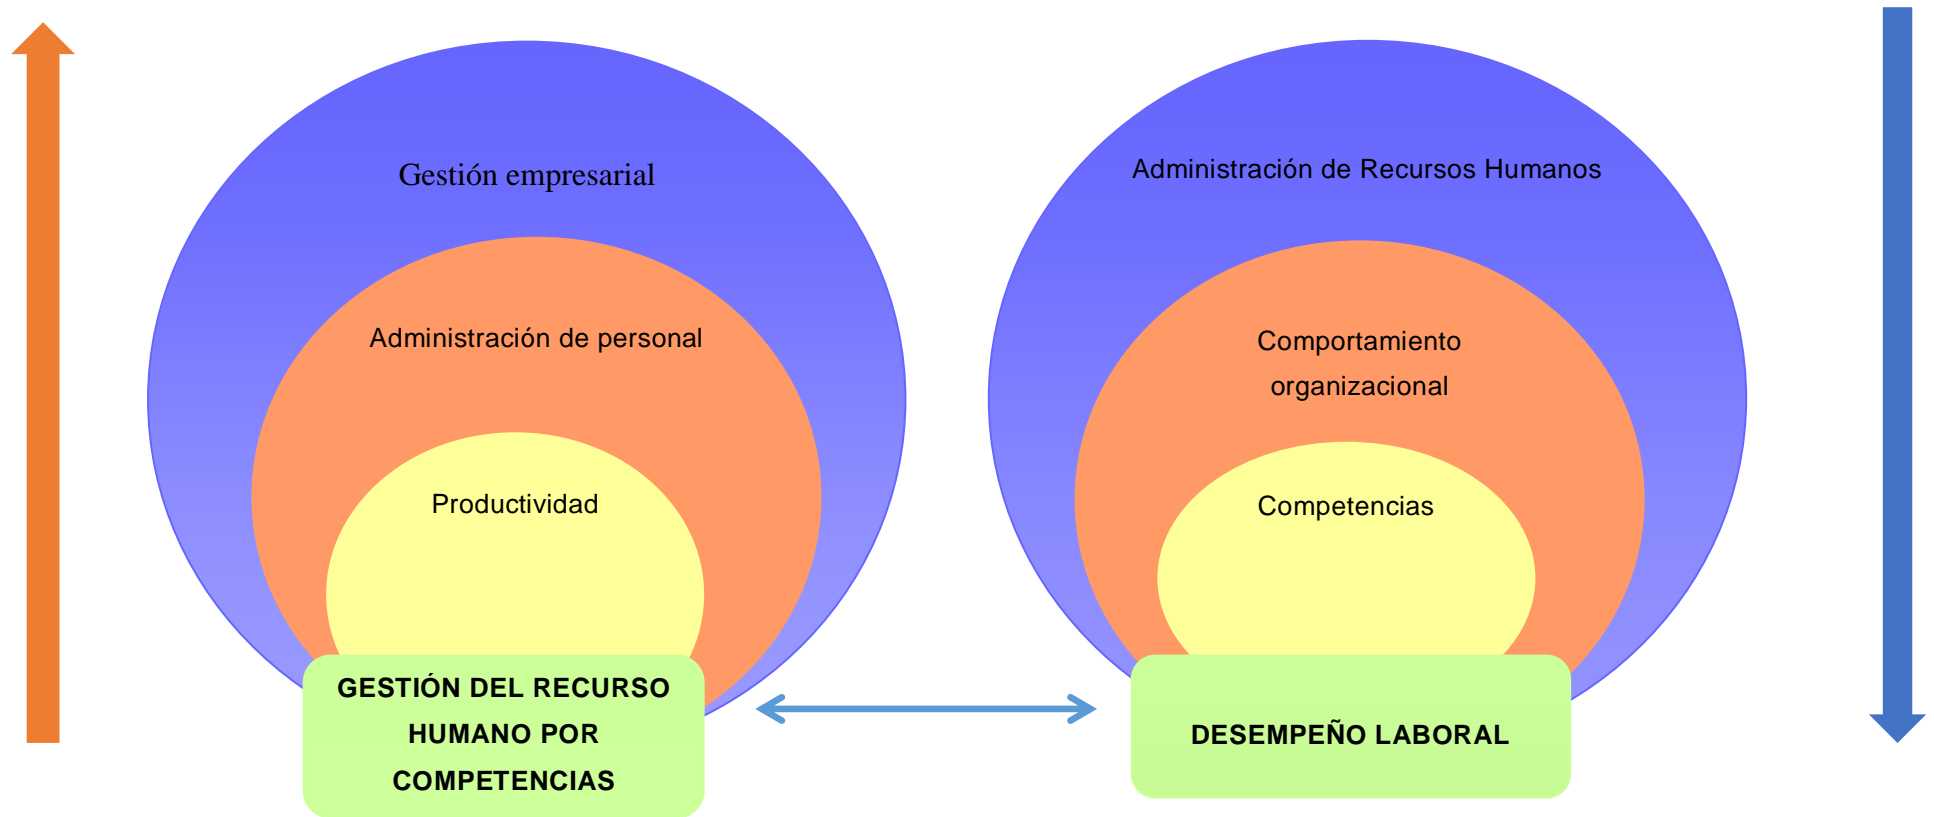 Gestión empresarial
Administración de personal
Productividad
GESTIÓN DEL RECURSO
HUMANO POR
COMPETENCIAS
Administración de Recursos Humanos
Comportamiento
organizacional
Competencias
DESEMPEÑO LABORAL